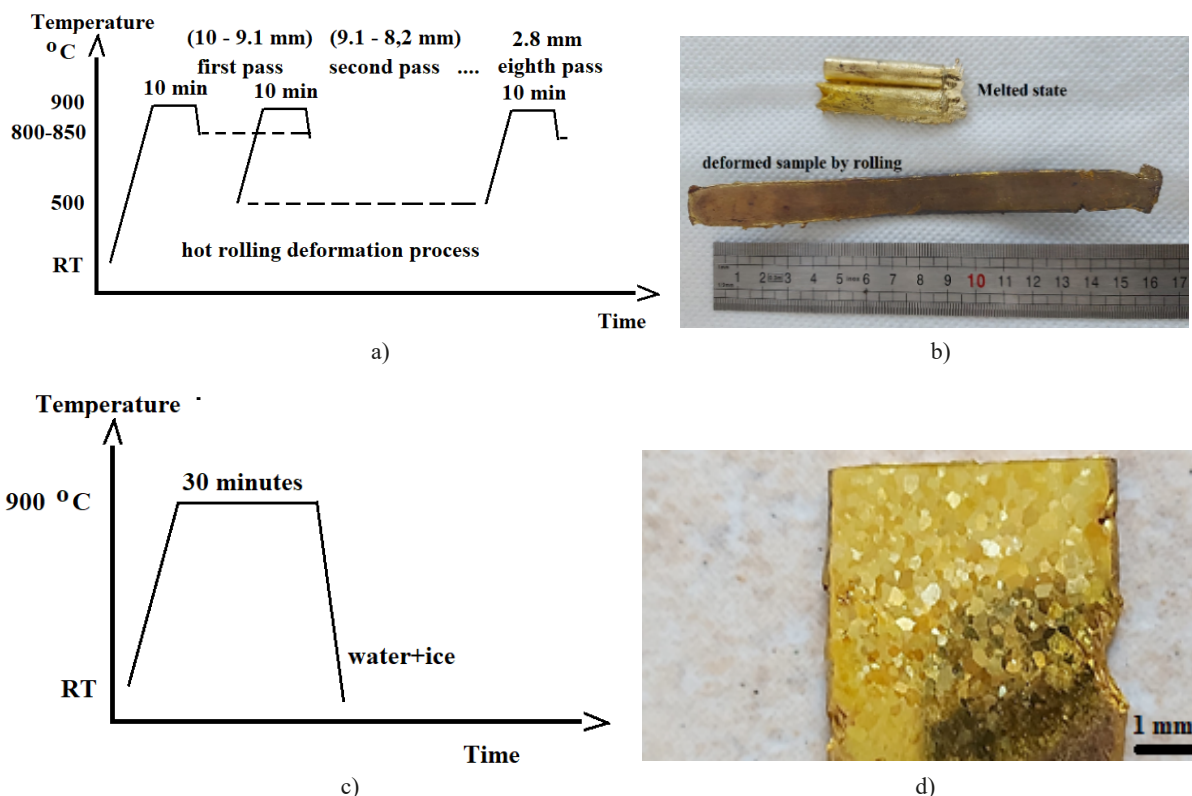 Temperature
°C
(10 - 9.1 mm)
(9.1 - 8,2 mm)
2.8 mm
first pass
second pass
....
eighth pass
10 min
10 min
10 min
900
800-850
500
RT
hot rolling deformation process
Time
a)
Melted state
deformed sample by rolling
1 2 3 4 5 6 7 8 9 10 11 12 13 14 15 16 17
b)
Temperature
900 °C
30 minutes
RT
water+ice
Time
c)
1 mm
d)